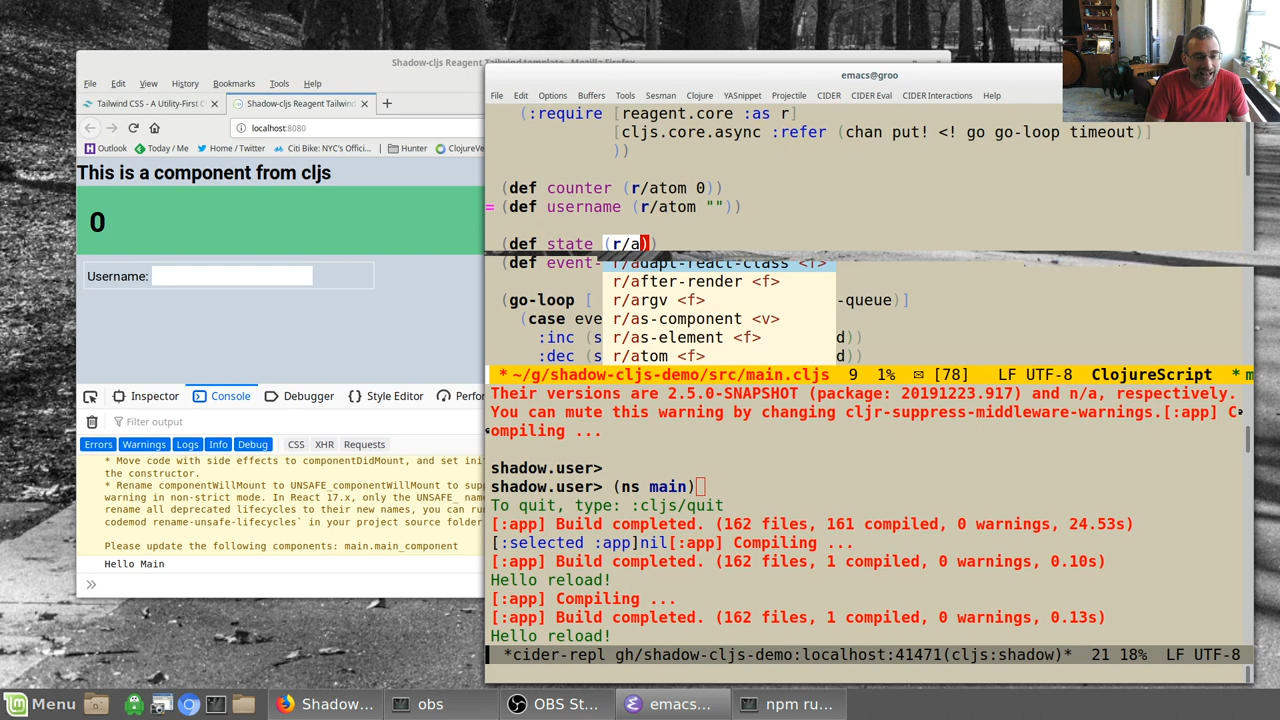 Shadow-cljs Reagent Tailwind template - Mozilla Firefox
File Edit View History Bookmarks Tools Help
Tailwind CSS - A Utility-First C
Shadow-cljs Reagent Tailwind
localhost:8080
Outlook Today / Me Home / Twitter Citi Bike: NYC's Offici... Hunter ClojureVe
This is a component from cljs
0
Username:
Inspector Console Debugger Style Editor Perfo
Filter output
Errors Warnings Logs Info Debug CSS XHR Requests
* Move code with side effects to componentDidMount, and set init
the constructor.
* Rename componentWillMount to UNSAFE_componentWillMount to sup
warning in non-strict mode. In React 17.x, only the UNSAFE_ name
rename all deprecated lifecycles to their new names, you can run
codemod rename-unsafe-lifecycles` in your project source folder
Please update the following components: main.main_component
Hello Main
emacs@groo
File Edit Options Buffers Tools Sesman Clojure YASnippet Projectile CIDER CIDER Eval CIDER Interactions Help
(:require [reagent.core :as r]
[cljs.core.async :refer (chan put! <! go go-loop timeout)]
))
(def counter (r/atom 0))
(def username (r/atom ""))
(def state (r/a))
(def event-
r/adapt-react-class <f>
r/after-render <f>
(go-loop [ r/argv <f> -queue)]
(case eve r/as-component <v>
:inc (s r/as-element <f> d))
:dec (s r/atom <f> d))
* ~/g/shadow-cljs-demo/src/main.cljs 9 1% ✉ [78] LF UTF-8 ClojureScript * m
Their versions are 2.5.0-SNAPSHOT (package: 20191223.917) and n/a, respectively.
You can mute this warning by changing cljr-suppress-middleware-warnings.[:app] C
ompiling ...
shadow.user>
shadow.user> (ns main)
To quit, type: :cljs/quit
[:app] Build completed. (162 files, 161 compiled, 0 warnings, 24.53s)
[:selected :app]nil[:app] Compiling ...
[:app] Build completed. (162 files, 1 compiled, 0 warnings, 0.10s)
Hello reload!
[:app] Compiling ...
[:app] Build completed. (162 files, 1 compiled, 0 warnings, 0.13s)
Hello reload!
*cider-repl gh/shadow-cljs-demo:localhost:41471(cljs:shadow)* 21 18% LF UTF-8
Menu Shadow... obs OBS St... emacs... npm ru...